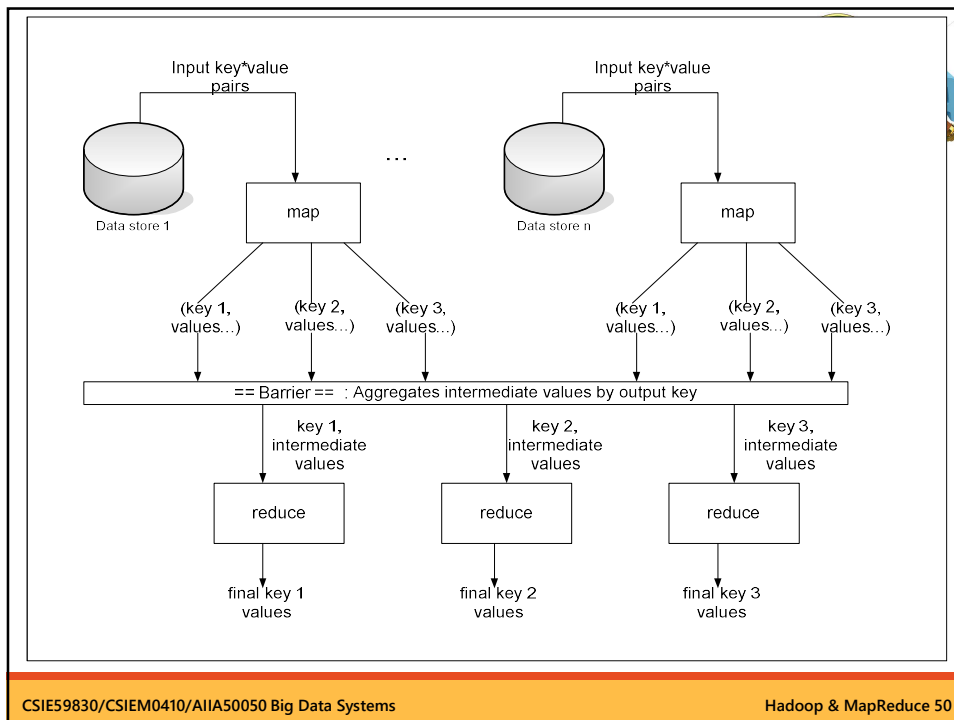 Input key*value
pairs
Input key*value
pairs
...
Data store 1
map
Data store n
map
(key 1,
values...)
(key 2,
values...)
(key 3,
values...)
(key 1,
values...)
(key 2,
values...)
(key 3,
values...)
== Barrier == : Aggregates intermediate values by output key
key 1,
intermediate
values
key 2,
intermediate
values
key 3,
intermediate
values
reduce
reduce
reduce
final key 1
values
final key 2
values
final key 3
values
CSIE59830/CSIEM0410/AIIA50050 Big Data Systems
Hadoop & MapReduce 50